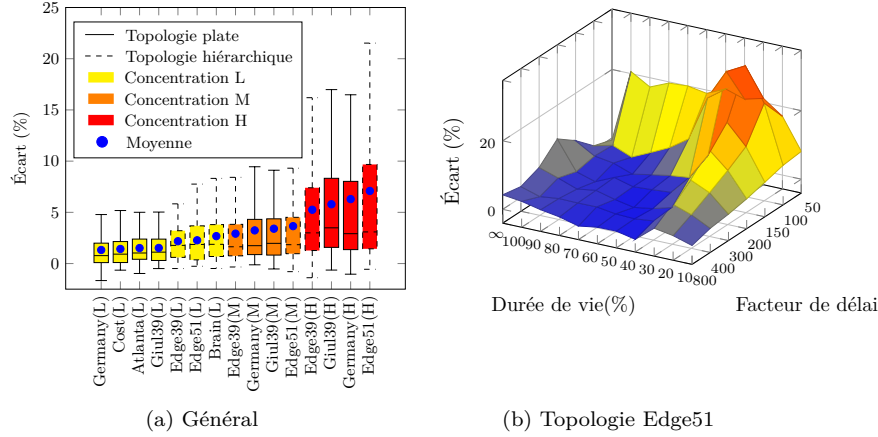 25
20
15
10
5
0
Écart (%)
Topologie plate
Topologie hiérarchique
Concentration L
Concentration M
Concentration H
Moyenne
Germany(L)
Cost(L)
Atlanta(L)
Giul39(L)
Edge39(L)
Edge51(L)
Brain(L)
Edge39(M)
Germany(M)
Giul39(M)
Edge51(M)
Edge39(H)
Giul39(H)
Germany(H)
Edge51(H)
(a) Général
20
0
Écart (%)
∞ 100 90 80 70 60 50 40 30 20 10
800 400 300 200 150 100 50
Durée de vie(%)
Facteur de délai
(b) Topologie Edge51